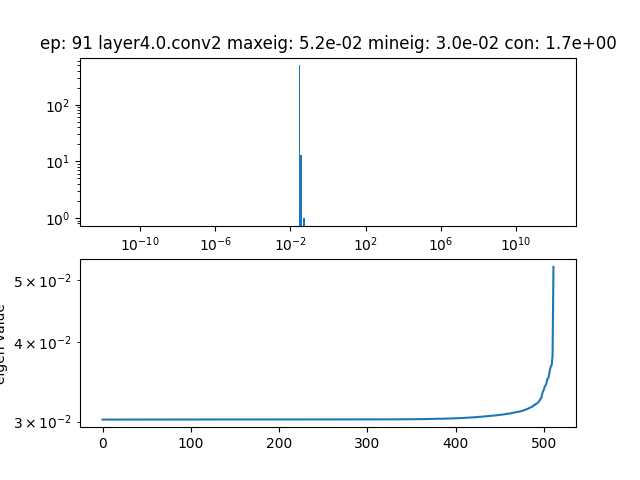 ep: 91 layer4.0.conv2 maxeig: 5.2e-02 mineig: 3.0e-02 con: 1.7e+00
10²
10¹
10⁰
10⁻¹⁰ 10⁻⁶ 10⁻² 10² 10⁶ 10¹⁰
eigen value
5 × 10⁻²
4 × 10⁻²
3 × 10⁻²
0 100 200 300 400 500